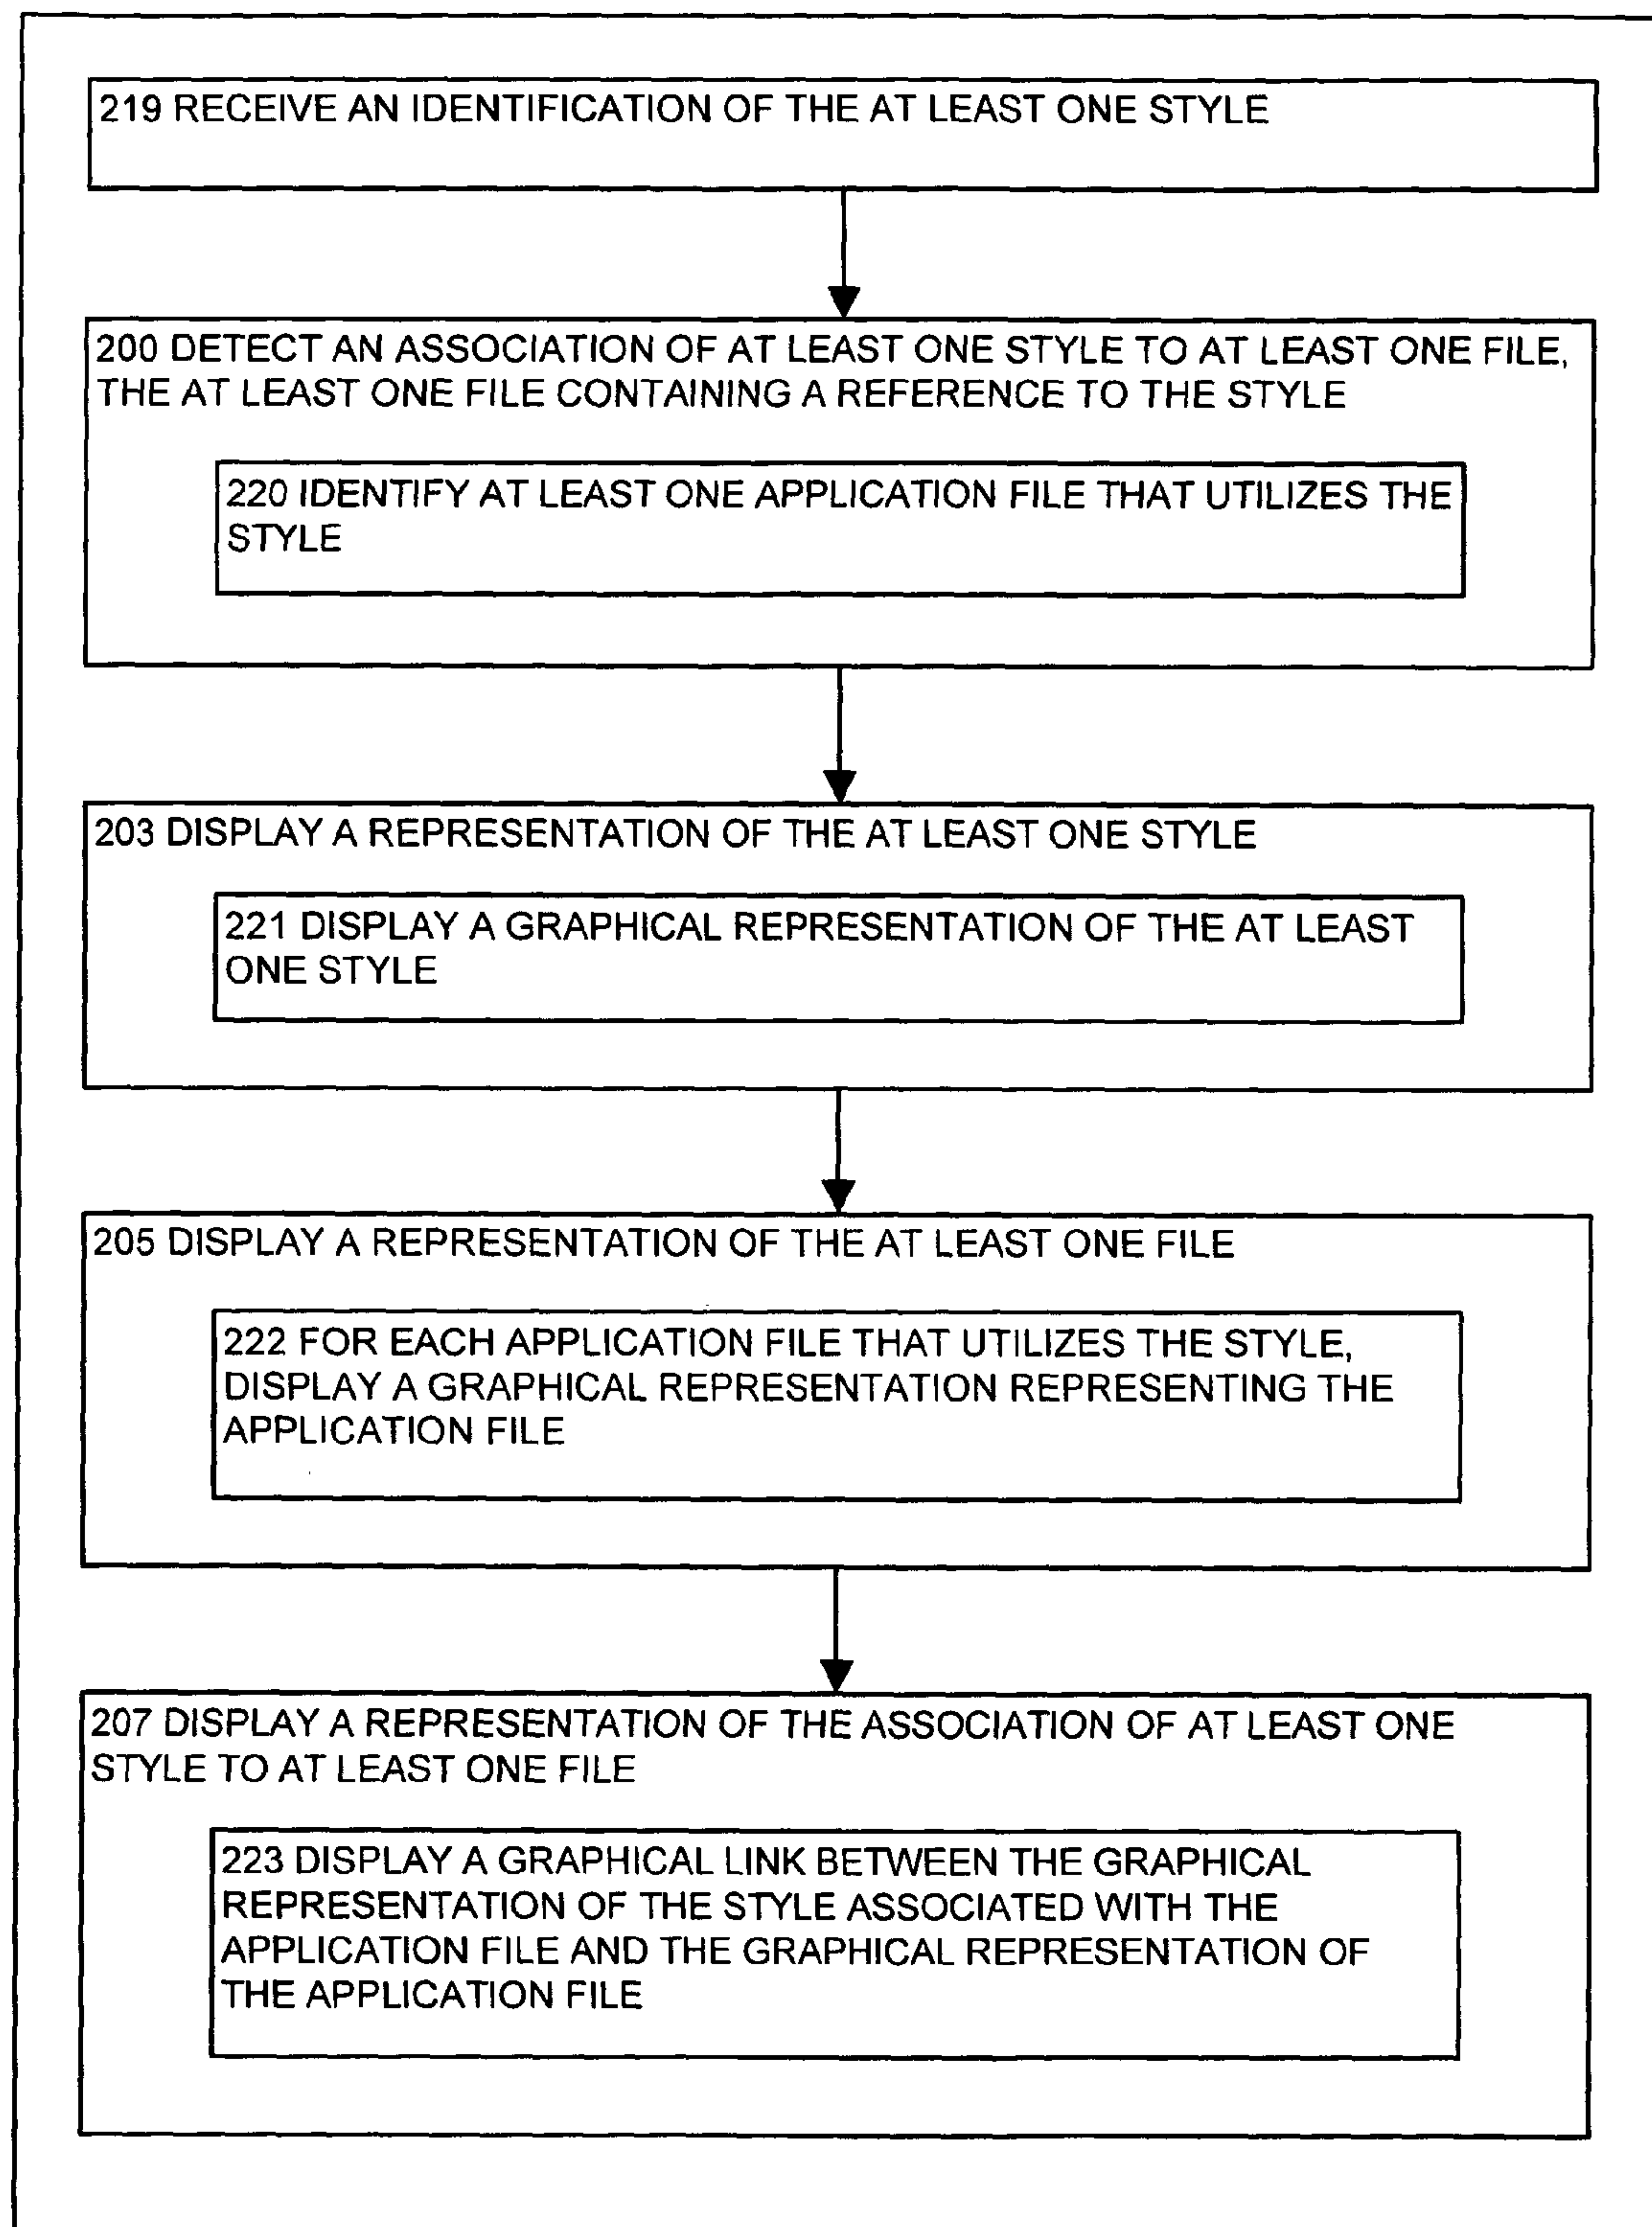 219 RECEIVE AN IDENTIFICATION OF THE AT LEAST ONE STYLE
200 DETECT AN ASSOCIATION OF AT LEAST ONE STYLE TO AT LEAST ONE FILE,
THE AT LEAST ONE FILE CONTAINING A REFERENCE TO THE STYLE
220 IDENTIFY AT LEAST ONE APPLICATION FILE THAT UTILIZES THE
STYLE
203 DISPLAY A REPRESENTATION OF THE AT LEAST ONE STYLE
221 DISPLAY A GRAPHICAL REPRESENTATION OF THE AT LEAST
ONE STYLE
205 DISPLAY A REPRESENTATION OF THE AT LEAST ONE FILE
222 FOR EACH APPLICATION FILE THAT UTILIZES THE STYLE,
DISPLAY A GRAPHICAL REPRESENTATION REPRESENTING THE
APPLICATION FILE
207 DISPLAY A REPRESENTATION OF THE ASSOCIATION OF AT LEAST ONE
STYLE TO AT LEAST ONE FILE
223 DISPLAY A GRAPHICAL LINK BETWEEN THE GRAPHICAL
REPRESENTATION OF THE STYLE ASSOCIATED WITH THE
APPLICATION FILE AND THE GRAPHICAL REPRESENTATION OF
THE APPLICATION FILE